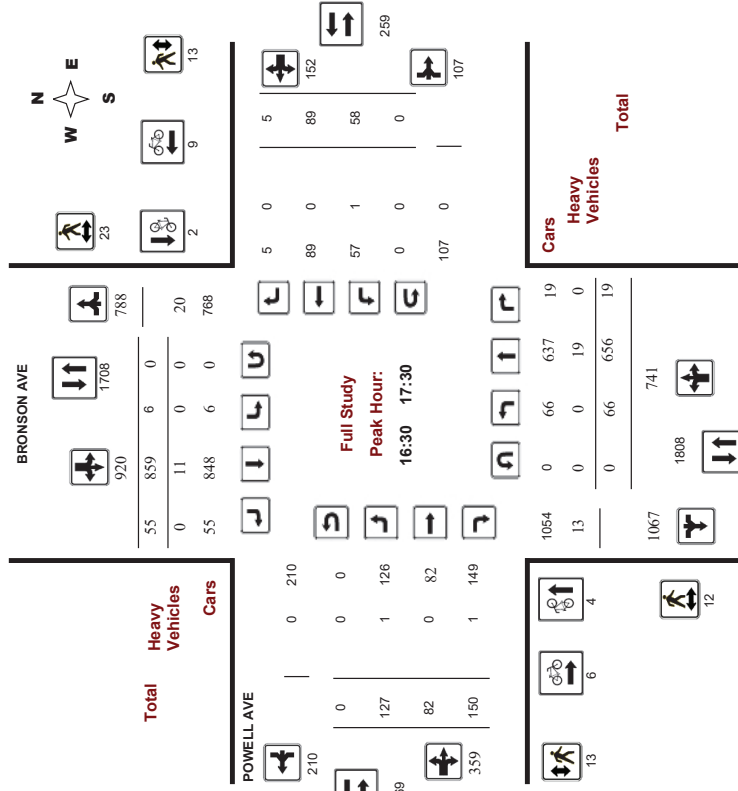 BRONSON AVE
N
W E
S
920 1708 788
23 13
2 9
55 859 6 0
0 11 0 0 20
55 848 6 0 768
Total
Heavy
Vehicles
Cars
POWELL AVE
210
0 210
0 0 0
127 1 126
82 0 82
150 1 149
359
Full Study
Peak Hour:
16:30 17:30
5 0 5
89 0 89
57 1 58
0 0 0
107 0
152
259
107
Cars
Heavy
Vehicles
Total
1054 0 66 637 19
13 0 0 19 0
0 66 656 19
1067 1808 741
13 6 4
12